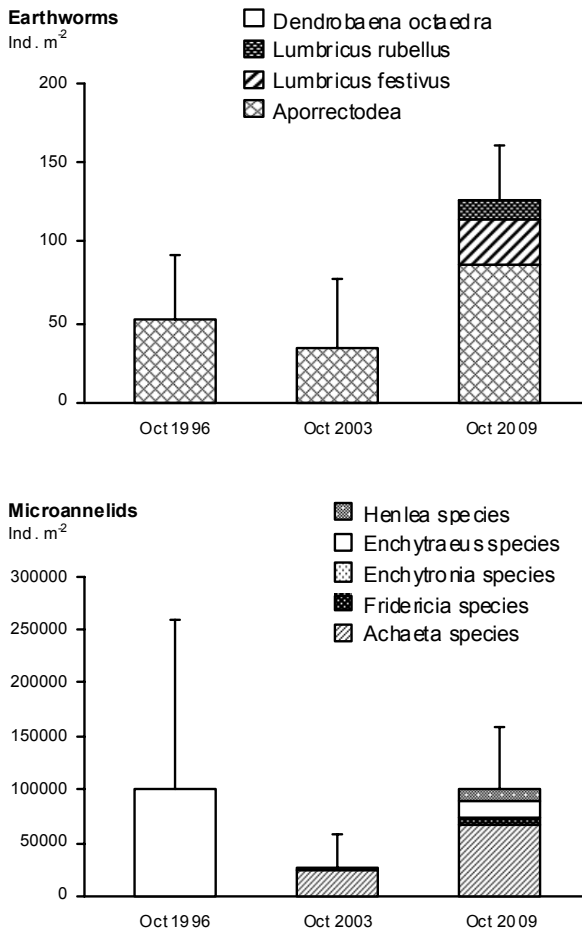 Earthworms
Ind. m-2
Dendrobaena octaedra
Lumbricus rubellus
Lumbricus festivus
Aporrectodea
200
150
100
50
0
Oct 1996
Oct 2003
Oct 2009
Microannelids
Ind. m-2
Henlea species
Enchytraeus species
Enchytronia species
Fridericia species
Achaeta species
300000
250000
200000
150000
100000
50000
0
Oct 1996
Oct 2003
Oct 2009